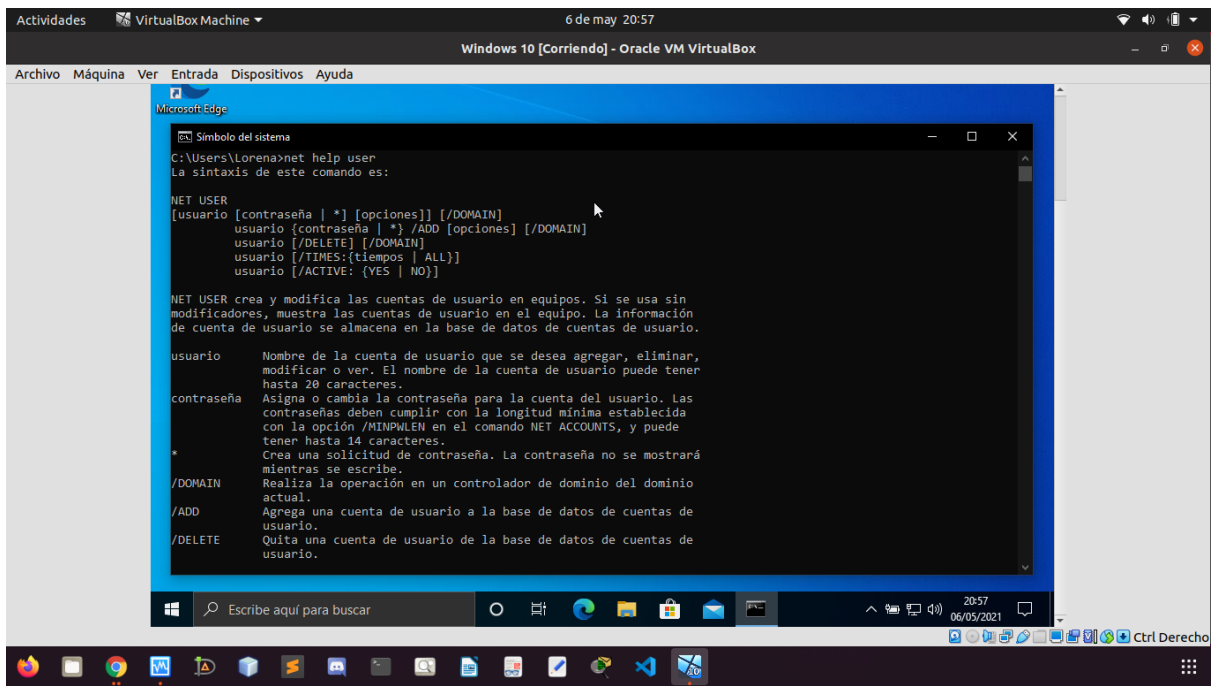 Actividades VirtualBox Machine 6 de may 20:57
Windows 10 [Corriendo] - Oracle VM VirtualBox
Archivo Máquina Ver Entrada Dispositivos Ayuda
Microsoft Edge
Símbolo del sistema
C:\Users\Lorena>net help user
La sintaxis de este comando es:
NET USER
[usuario [contraseña | *] [opciones]] [/DOMAIN]
usuario {contraseña | *} /ADD [opciones] [/DOMAIN]
usuario [/DELETE] [/DOMAIN]
usuario [/TIMES:{tiempos | ALL}]
usuario [/ACTIVE: {YES | NO}]
NET USER crea y modifica las cuentas de usuario en equipos. Si se usa sin
modificadores, muestra las cuentas de usuario en el equipo. La información
de cuenta de usuario se almacena en la base de datos de cuentas de usuario.
usuario Nombre de la cuenta de usuario que se desea agregar, eliminar,
modificar o ver. El nombre de la cuenta de usuario puede tener
hasta 20 caracteres.
contraseña Asigna o cambia la contraseña para la cuenta del usuario. Las
contraseñas deben cumplir con la longitud mínima establecida
con la opción /MINPWLEN en el comando NET ACCOUNTS, y puede
tener hasta 14 caracteres.
* Crea una solicitud de contraseña. La contraseña no se mostrará
mientras se escribe.
/DOMAIN Realiza la operación en un controlador de dominio del dominio
actual.
/ADD Agrega una cuenta de usuario a la base de datos de cuentas de
usuario.
/DELETE Quita una cuenta de usuario de la base de datos de cuentas de
usuario.
Escribe aquí para buscar
20:57
06/05/2021
Ctrl Derecho